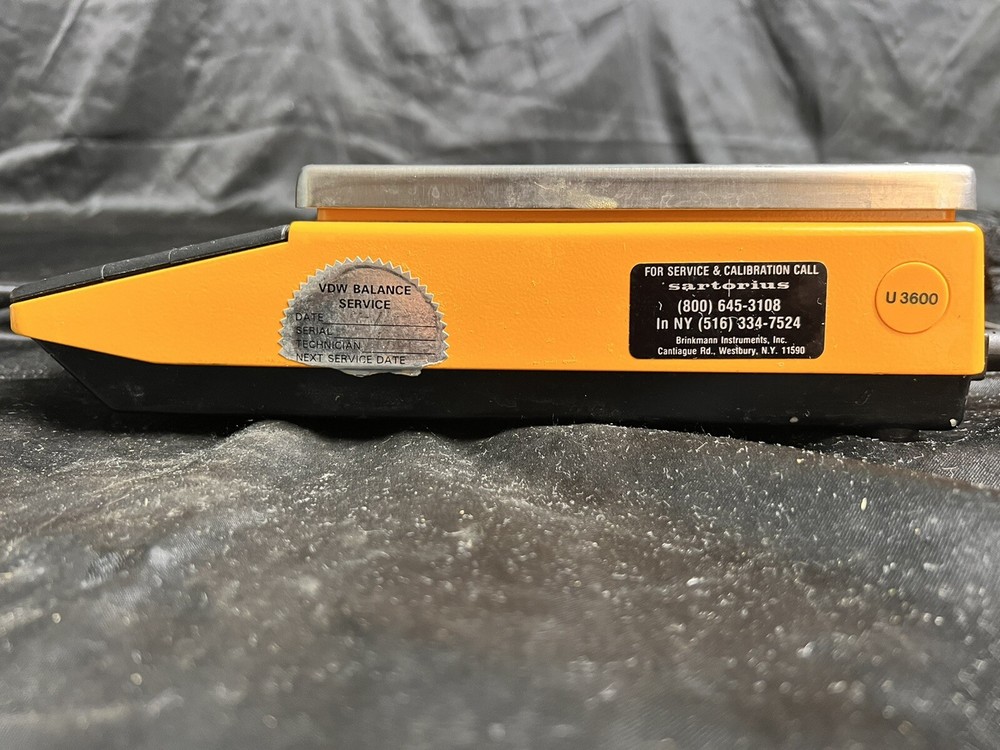 VDW BALANCE
SERVICE
DATE
SERIAL
TECHNICIAN
NEXT SERVICE DATE
FOR SERVICE & CALIBRATION CALL
sartorius
(800) 645-3108
In NY (516) 334-7524
Brinkmann Instruments, Inc.
Cantiague Rd., Westbury, N.Y. 11590
U 3600